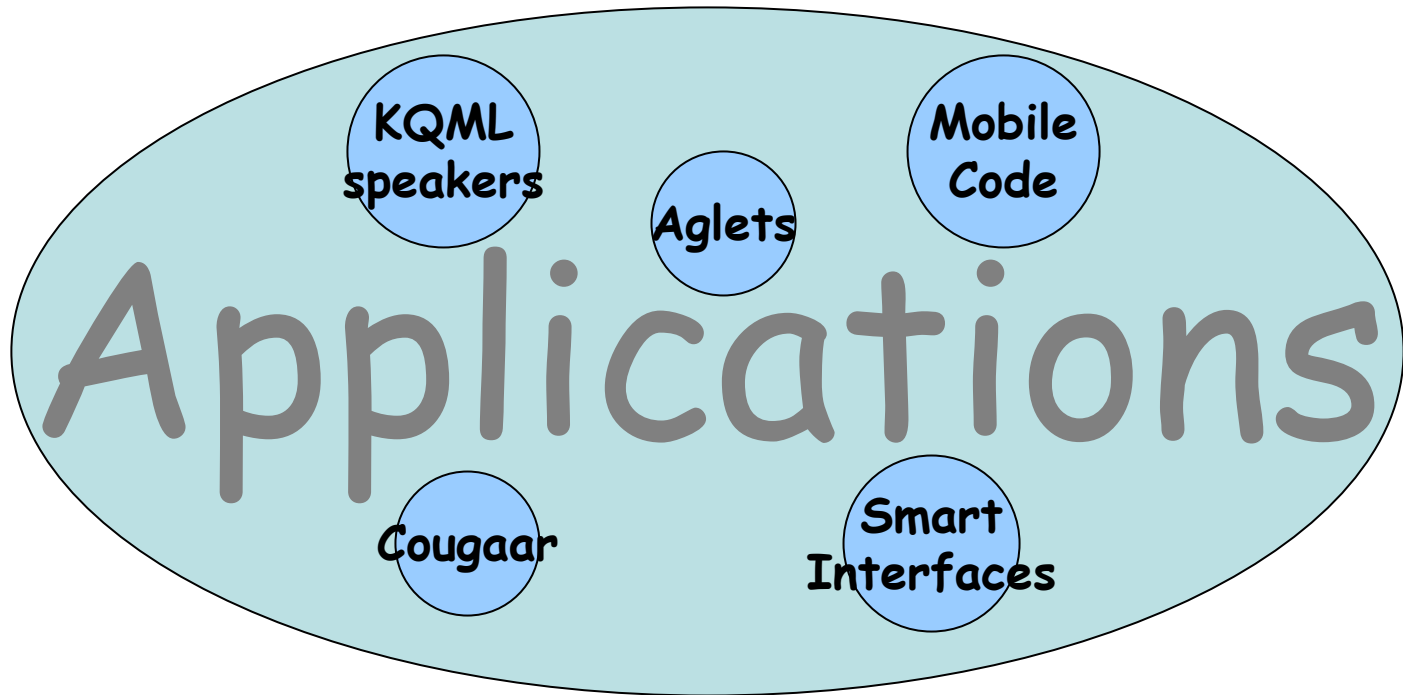 KQML
speakers
Mobile
Code
Aglets
Applications
Cougaar
Smart
Interfaces